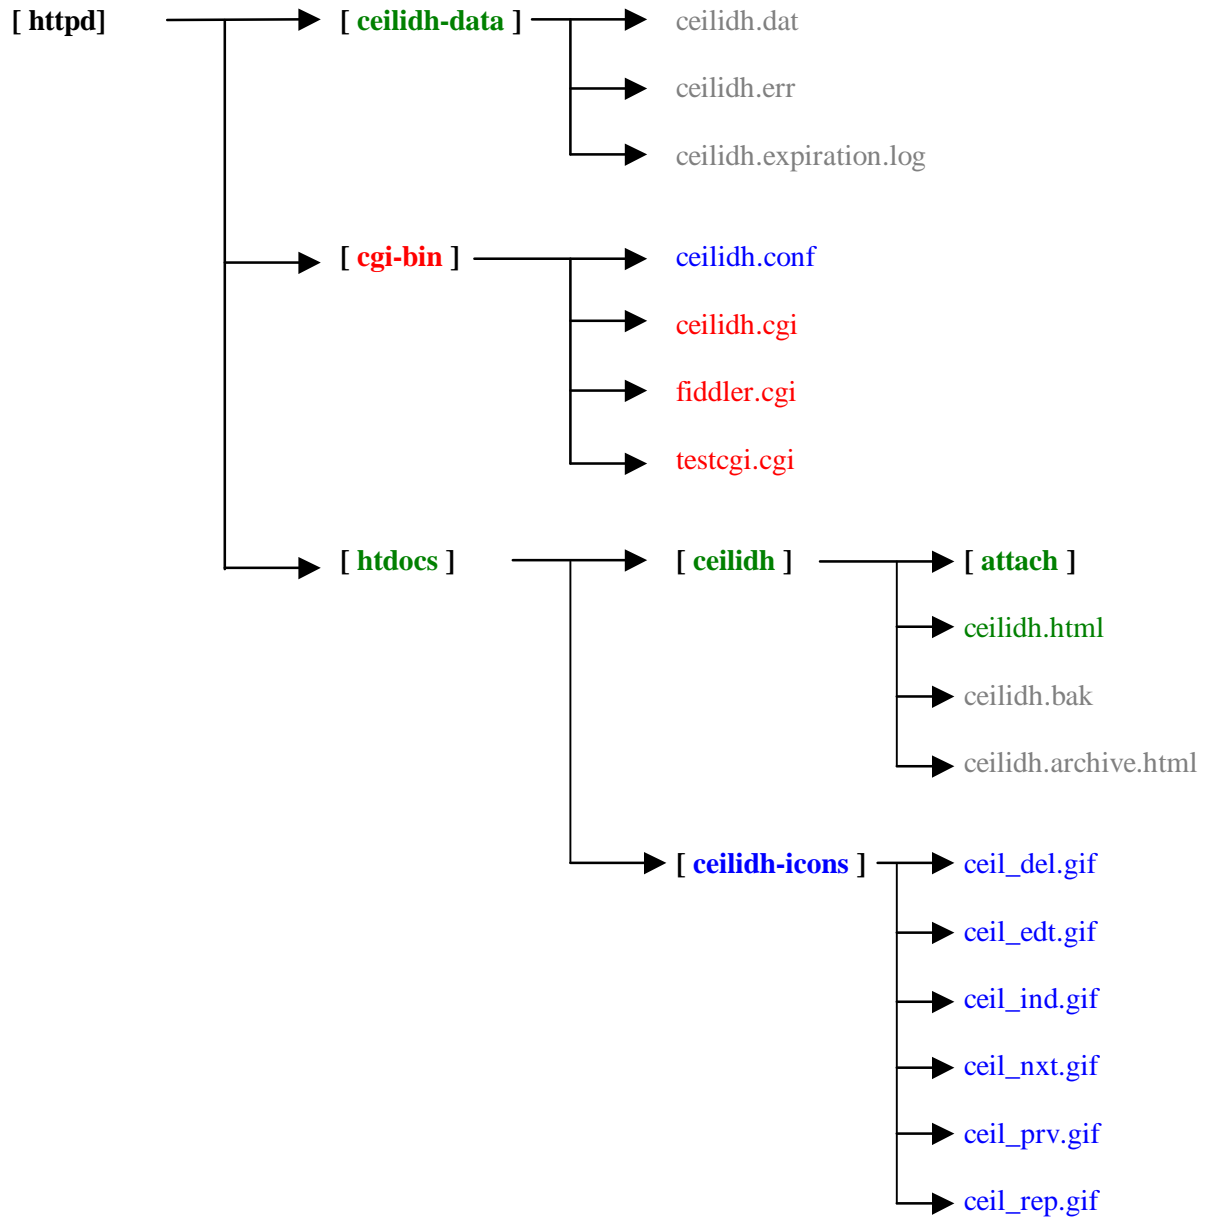 [ httpd] [ ceilidh-data ] ceilidh.dat
ceilidh.err
ceilidh.expiration.log
[ cgi-bin ] ceilidh.conf
ceilidh.cgi
fiddler.cgi
testcgi.cgi
[ htdocs ] [ ceilidh ] [ attach ]
ceilidh.html
ceilidh.bak
ceilidh.archive.html
[ ceilidh-icons ] ceil_del.gif
ceil_edt.gif
ceil_ind.gif
ceil_nxt.gif
ceil_prv.gif
ceil_rep.gif